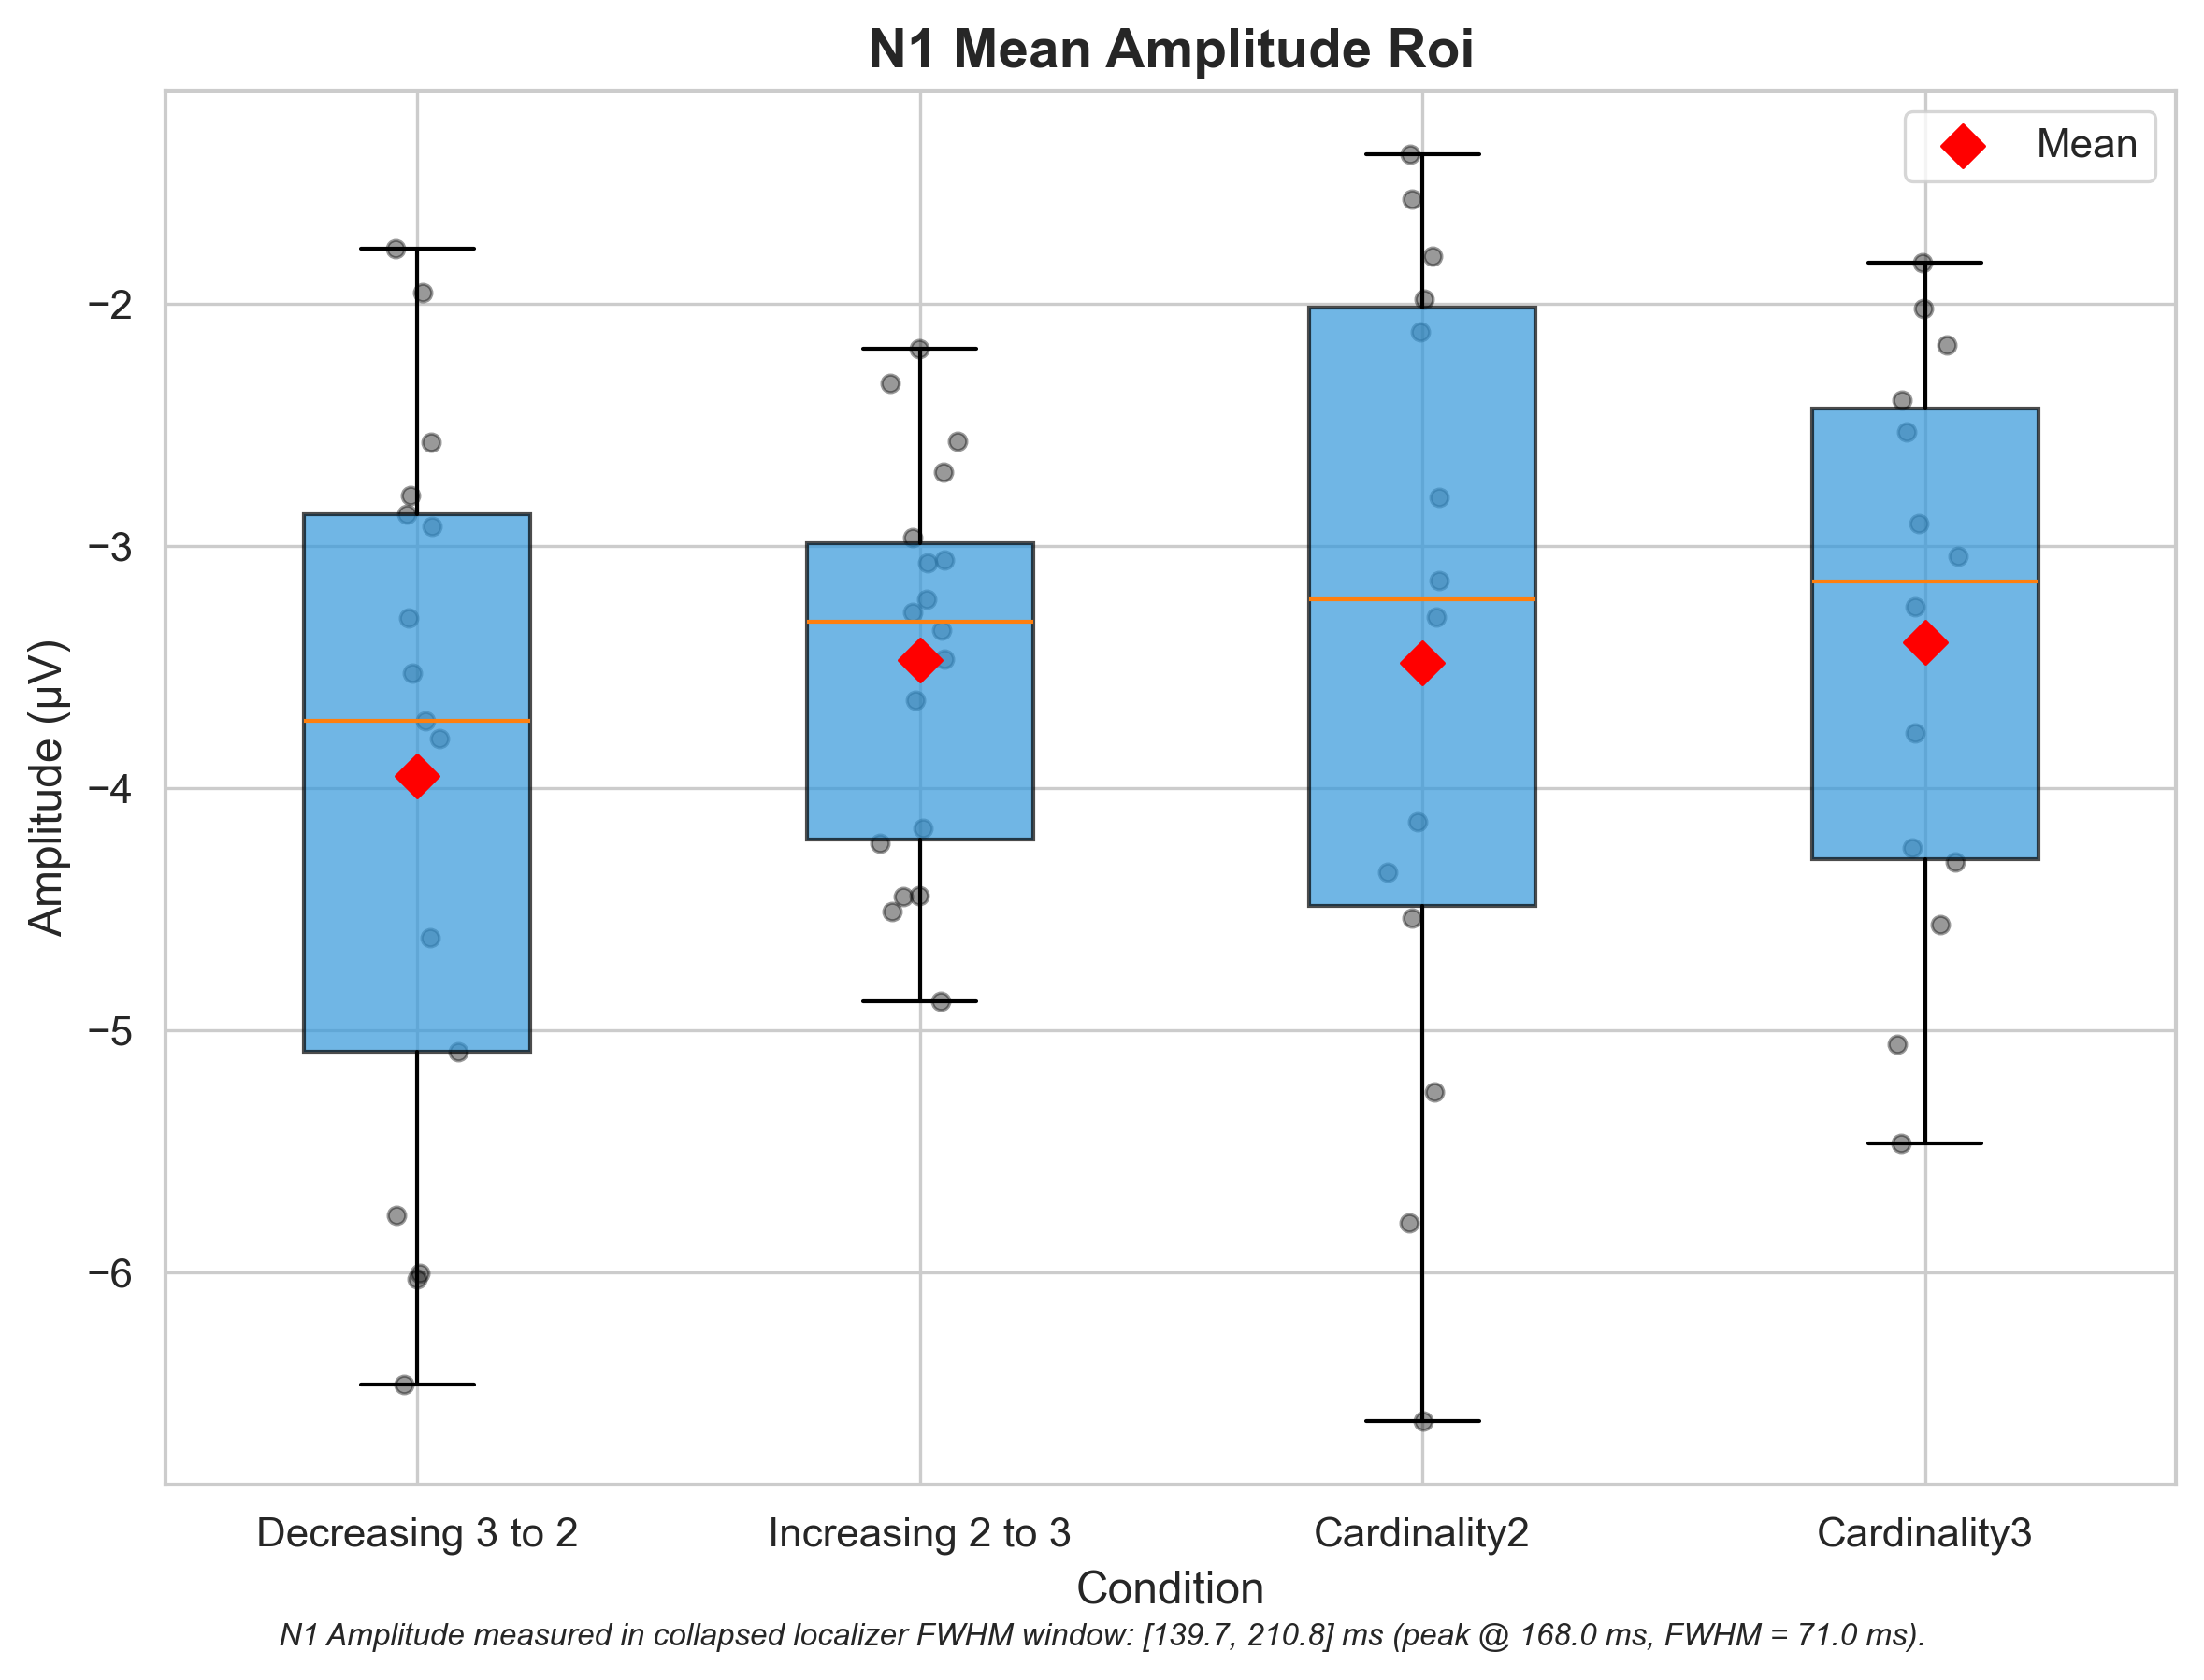 N1 Mean Amplitude Roi
Mean
Amplitude (µV)
−2
−3
−4
−5
−6
Decreasing 3 to 2
Increasing 2 to 3
Cardinality2
Cardinality3
Condition
N1 Amplitude measured in collapsed localizer FWHM window: [139.7, 210.8] ms (peak @ 168.0 ms, FWHM = 71.0 ms).